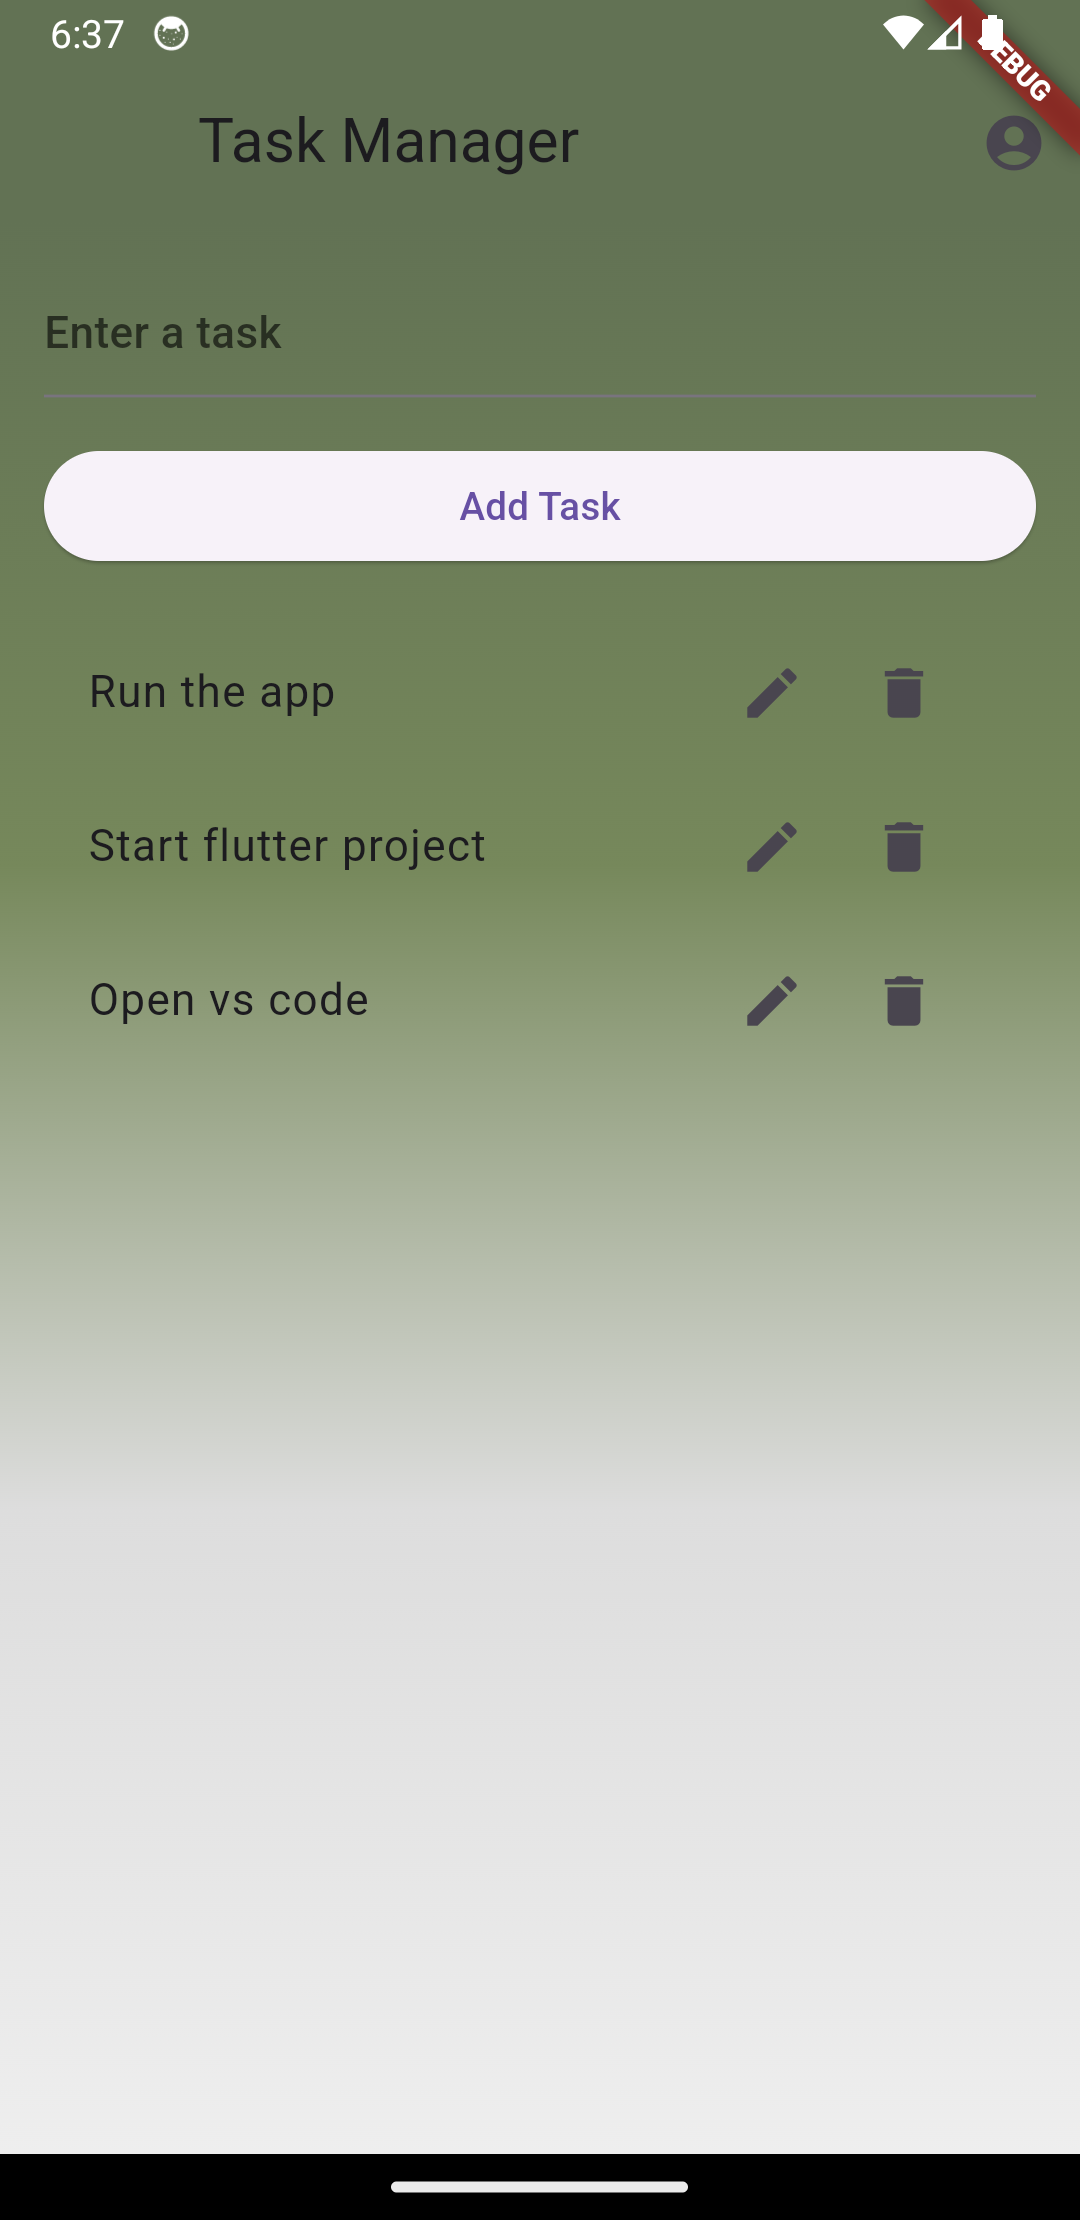 6:37
EBUG
Task Manager
Enter a task
Add Task
Run the app
Start flutter project
Open vs code